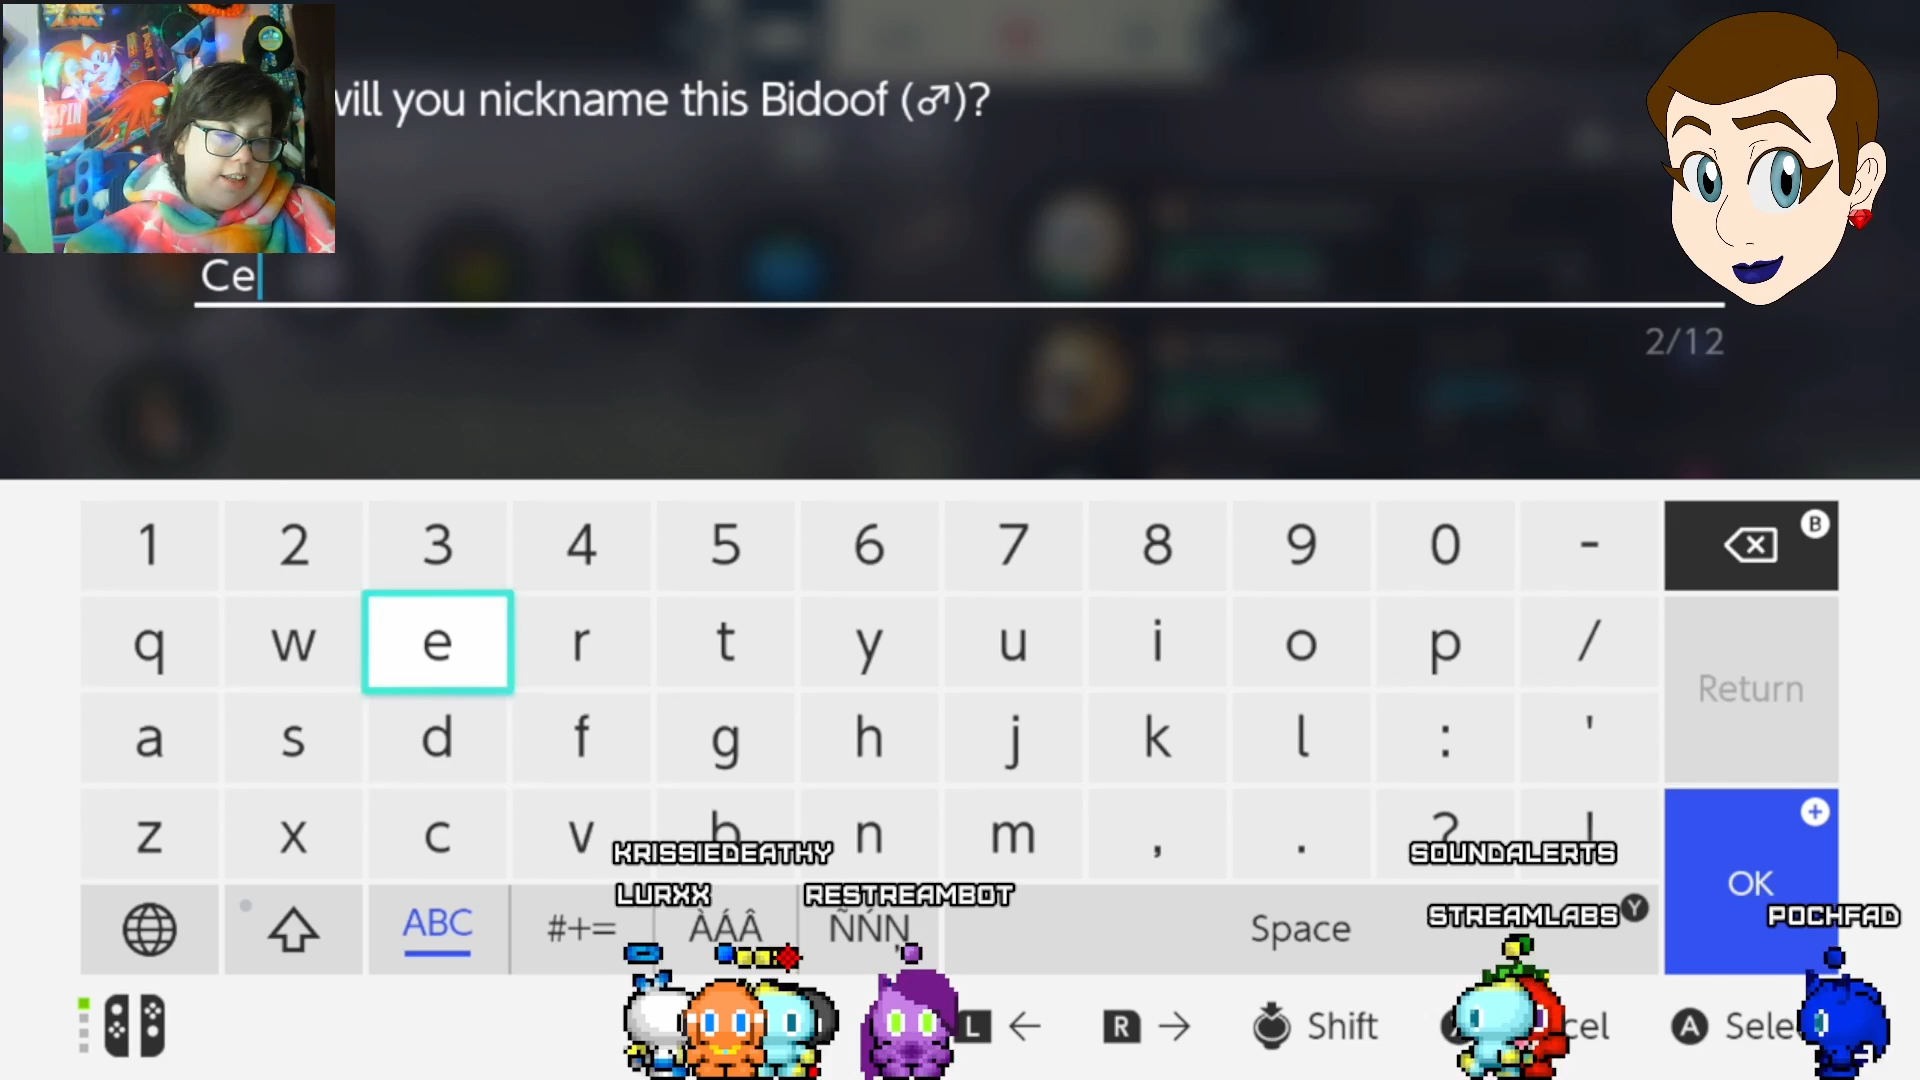 will you nickname this Bidoof (♂)?
Ce
2/12
1 2 3 4 5 6 7 8 9 0 -
B
q w e r t y u i o p /
Return
a s d f g h j k l : '
z x c v b n m , . ? !
+
OK
KRISSIEDEATHY
SOUNDALERTS
LURXX
RESTREAMBOT
STREAMLABS
POCHFAD
ABC #+= ÀÁÂ Space Y
L ← R → Shift
A